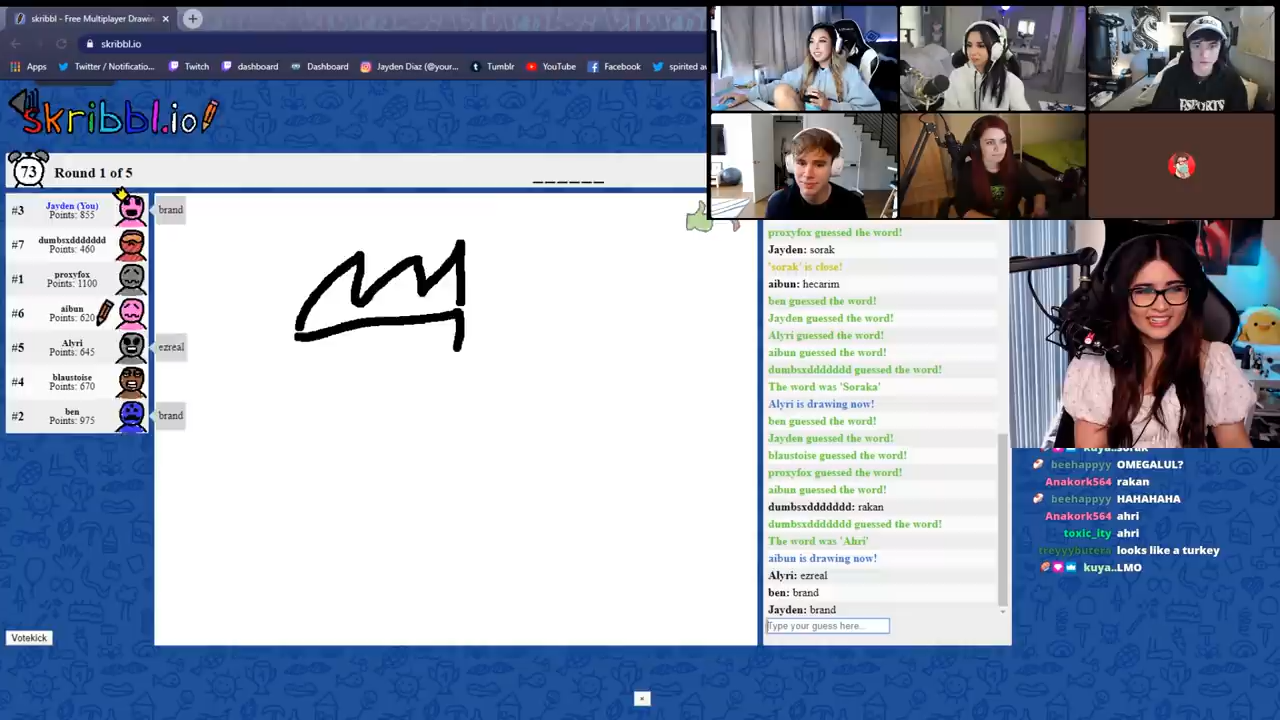 skribbl - Free Multiplayer Drawin
skribbl.io
Apps
Twitter / Notificatio...
Twitch
dashboard
Dashboard
Jayden Diaz (@your...
Tumblr
YouTube
Facebook
spirited aw
skribbl.io
73
Round 1 of 5
______
#3
Jayden (You)
Points: 855
brand
#7
dumbsxddddddd
Points: 460
#1
proxyfox
Points: 1100
#6
aibun
Points: 620
#5
Alyri
Points: 645
ezreal
#4
blaustoise
Points: 670
#2
ben
Points: 975
brand
Votekick
ESPORTS
proxyfox guessed the word!
Jayden: sorak
'sorak' is close!
aibun: hecarim
ben guessed the word!
Jayden guessed the word!
Alyri guessed the word!
aibun guessed the word!
dumbsxddddddd guessed the word!
The word was 'Soraka'
Alyri is drawing now!
ben guessed the word!
Jayden guessed the word!
blaustoise guessed the word!
proxyfox guessed the word!
aibun guessed the word!
dumbsxddddddd: rakan
dumbsxddddddd guessed the word!
The word was 'Ahri'
aibun is drawing now!
Alyri: ezreal
ben: brand
Jayden: brand
Type your guess here...
kuya..sorak
beehappyy OMEGALUL?
Anakork564 rakan
beehappyy HAHAHAHA
Anakork564 ahri
toxic_ity ahri
treyyybutera looks like a turkey
kuya..LMO